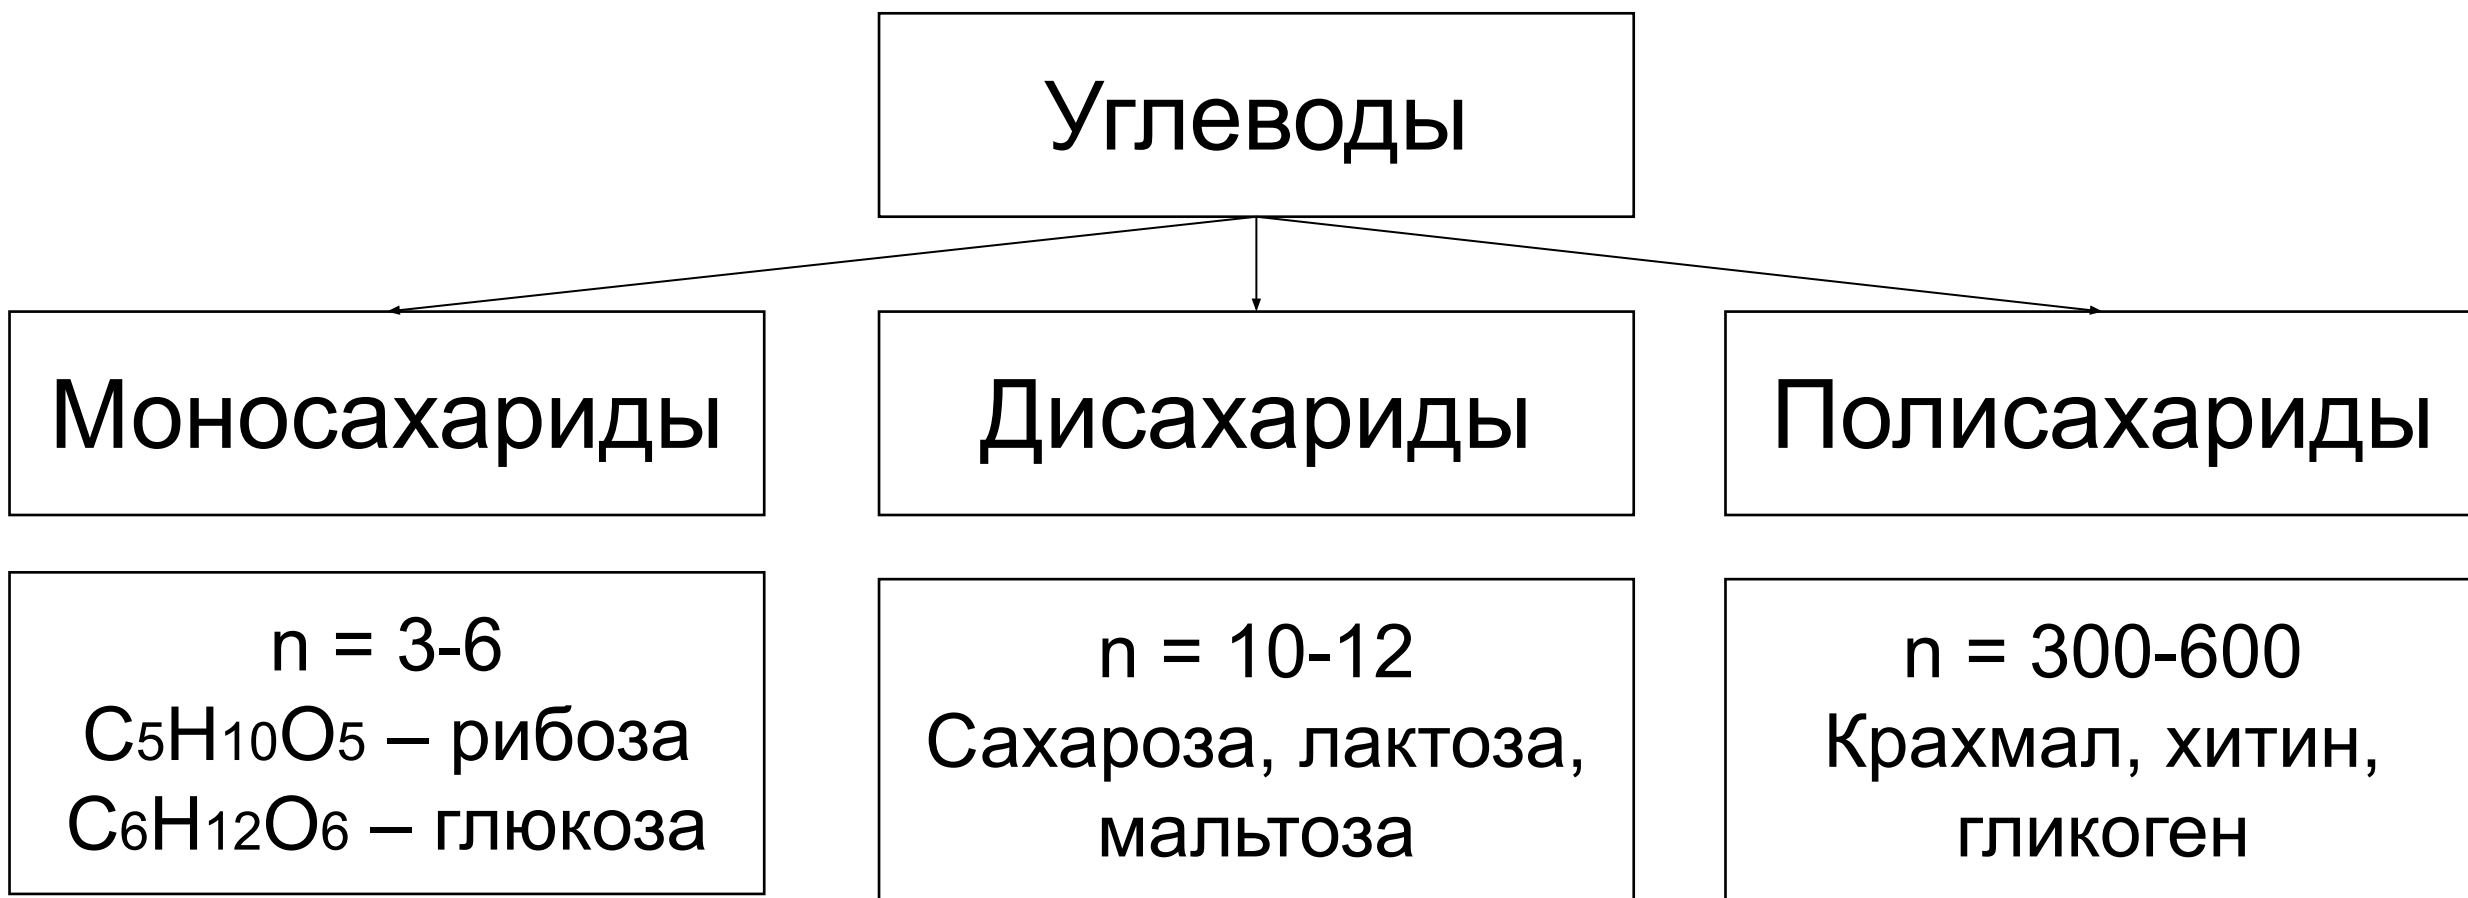 Углеводы
Моносахариды
Дисахариды
Полисахариды
n = 3-6
C5H10O5 – рибоза
C6H12O6 – глюкоза
n = 10-12
Сахароза, лактоза,
мальтоза
n = 300-600
Крахмал, хитин,
гликоген